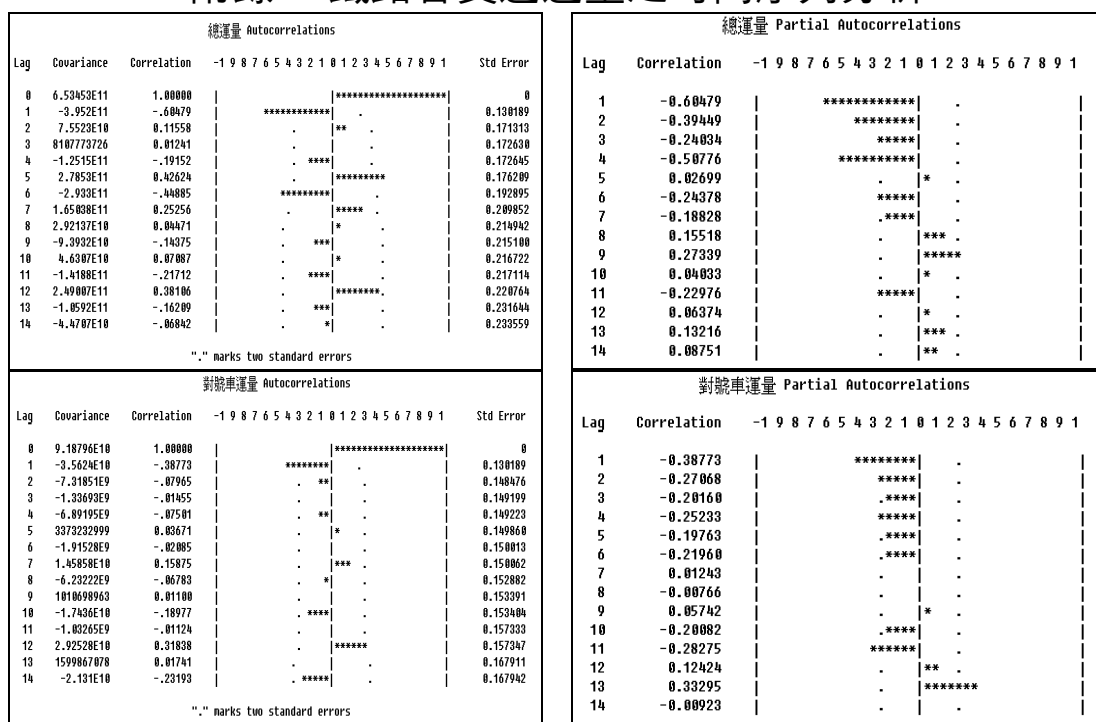 總運量 Autocorrelations
Lag Covariance Correlation -1 9 8 7 6 5 4 3 2 1 0 1 2 3 4 5 6 7 8 9 1 Std Error
0 6.53453E11 1.00000 | |********************| 0
1 -3.952E11 -.60479 | ************| . | 0.130189
2 7.5523E10 0.11558 | . |** . | 0.171313
3 8107773726 0.01241 | . | . | 0.172630
4 -1.2515E11 -.19152 | . ****| . | 0.172645
5 2.7853E11 0.42624 | . |********* | 0.176209
6 -2.933E11 -.44885 | *********| . | 0.192895
7 1.65038E11 0.25256 | . |***** . | 0.209852
8 2.92137E10 0.04471 | . |* . | 0.214942
9 -9.3932E10 -.14375 | . ***| . | 0.215100
10 4.6307E10 0.07087 | . |* . | 0.216722
11 -1.4188E11 -.21712 | . ****| . | 0.217114
12 2.49007E11 0.38106 | . |********. | 0.220764
13 -1.0592E11 -.16209 | . ***| . | 0.231644
14 -4.4707E10 -.06842 | . *| . | 0.233559
"." marks two standard errors
總運量 Partial Autocorrelations
Lag Correlation -1 9 8 7 6 5 4 3 2 1 0 1 2 3 4 5 6 7 8 9 1
1 -0.60479 | ************| . |
2 -0.39449 | ********| . |
3 -0.24034 | *****| . |
4 -0.50776 | **********| . |
5 0.02699 | . |* . |
6 -0.24378 | *****| . |
7 -0.18828 | .****| . |
8 0.15518 | . |*** . |
9 0.27339 | . |***** |
10 0.04033 | . |* . |
11 -0.22976 | *****| . |
12 0.06374 | . |* . |
13 0.13216 | . |*** . |
14 0.08751 | . |** . |
對號車運量 Autocorrelations
Lag Covariance Correlation -1 9 8 7 6 5 4 3 2 1 0 1 2 3 4 5 6 7 8 9 1 Std Error
0 9.18796E10 1.00000 | |********************| 0
1 -3.5624E10 -.38773 | ********| . | 0.130189
2 -7.31851E9 -.07965 | . **| . | 0.148476
3 -1.33693E9 -.01455 | . | . | 0.149199
4 -6.89195E9 -.07501 | . **| . | 0.149223
5 3373232999 0.03671 | . |* . | 0.149860
6 -1.91528E9 -.02085 | . | . | 0.150013
7 1.45858E10 0.15875 | . |*** . | 0.150062
8 -6.23222E9 -.06783 | . *| . | 0.152882
9 1010698963 0.01100 | . | . | 0.153391
10 -1.7436E10 -.18977 | . ****| . | 0.153404
11 -1.03265E9 -.01124 | . | . | 0.157333
12 2.92528E10 0.31838 | . |****** | 0.157347
13 1599867078 0.01741 | . | . | 0.167911
14 -2.131E10 -.23193 | . *****| . | 0.167942
"." marks two standard errors
對號車運量 Partial Autocorrelations
Lag Correlation -1 9 8 7 6 5 4 3 2 1 0 1 2 3 4 5 6 7 8 9 1
1 -0.38773 | ********| . |
2 -0.27068 | *****| . |
3 -0.20160 | .****| . |
4 -0.25233 | *****| . |
5 -0.19763 | .****| . |
6 -0.21960 | .****| . |
7 0.01243 | . | . |
8 -0.00766 | . | . |
9 0.05742 | . |* . |
10 -0.20082 | .****| . |
11 -0.28275 | ******| . |
12 0.12424 | . |** . |
13 0.33295 | . |******* |
14 -0.00923 | . | . |